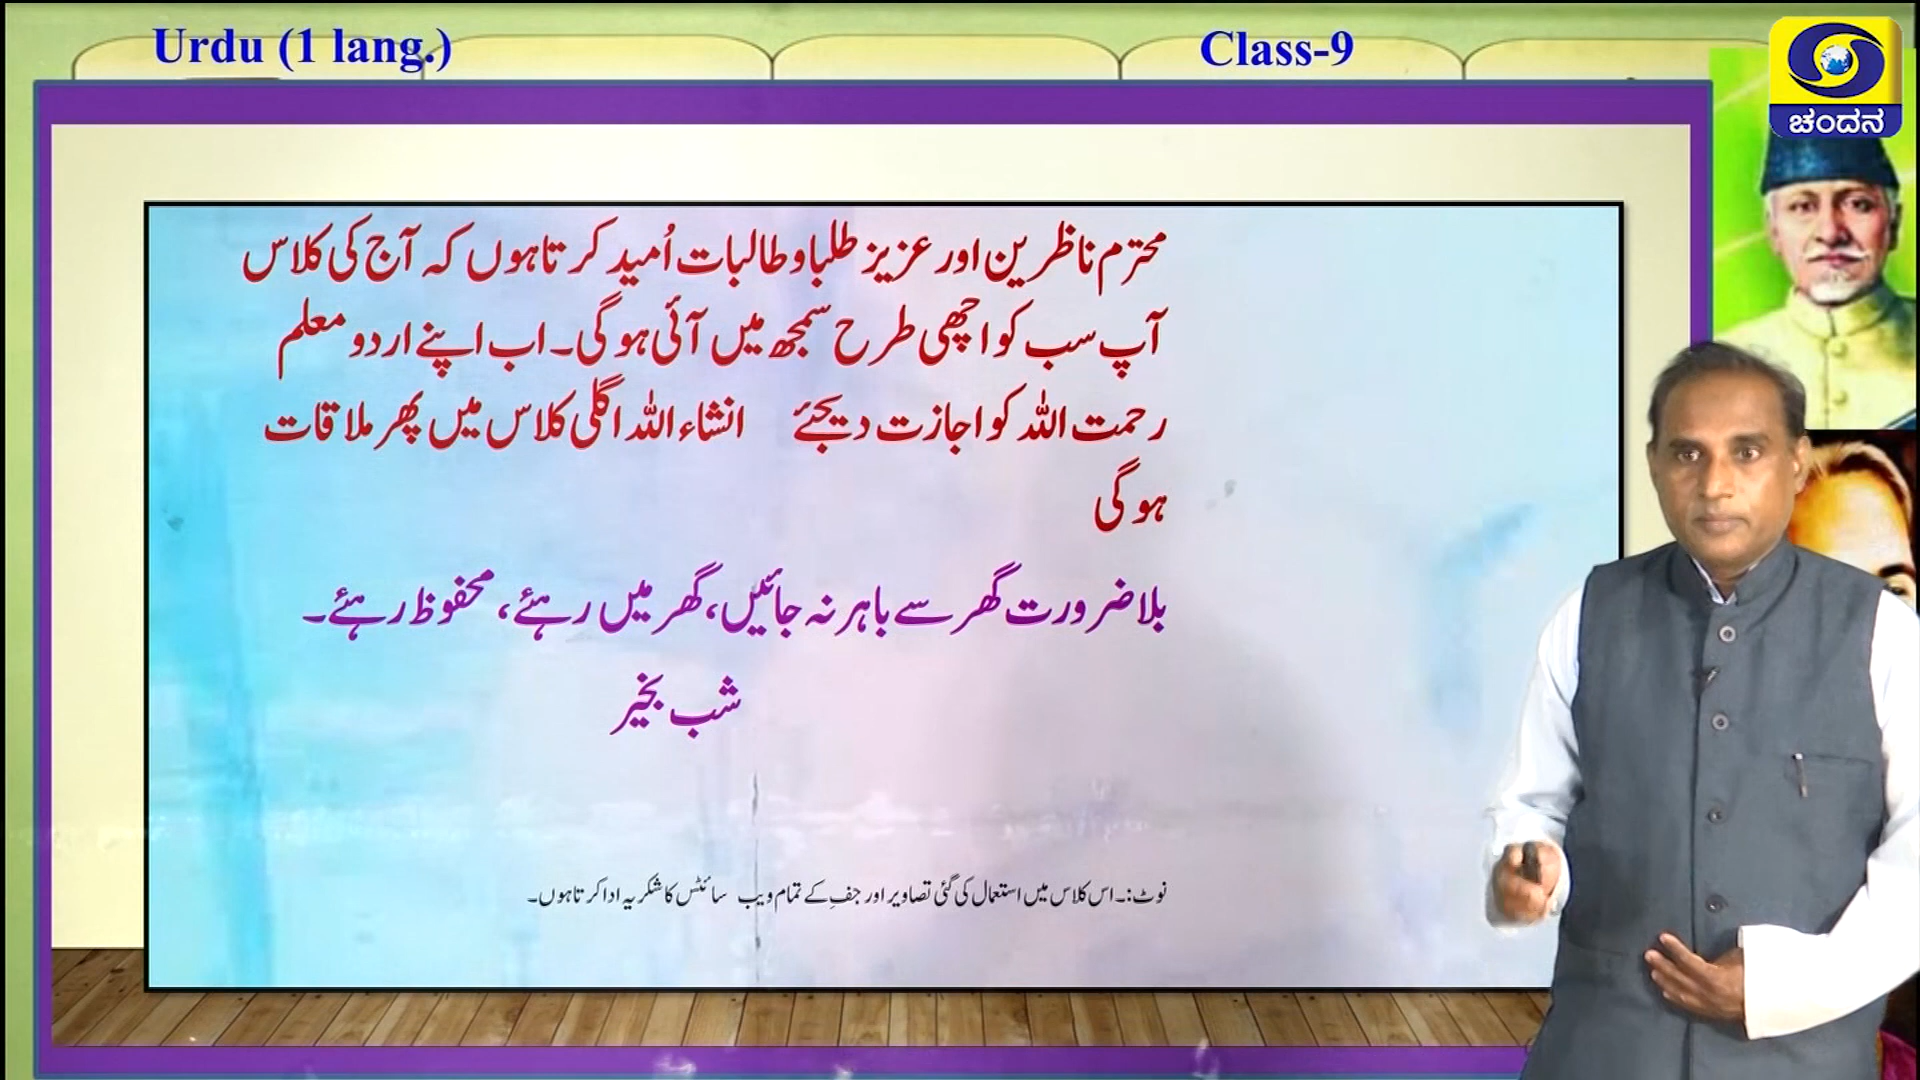 Urdu (1 lang.)
Class-9
ಚಂದನ
محترم ناظرین اور عزیز طلبا و طالبات اُمید کرتا ہوں کہ آج کی کلاس
آپ سب کو اچھی طرح سمجھ میں آئی ہوگی۔ اب اپنے اردو معلم
رحمت اللہ کو اجازت دیجئے انشاء اللہ اگلی کلاس میں پھر ملاقات
ہوگی
بلا ضرورت گھر سے باہر نہ جائیں، گھر میں رہئے، محفوظ رہئے۔
شب بخیر
نوٹ:۔ اس کلاس میں استعمال کی گئی تصاویر اور جف کے تمام ویب سائٹس کا شکریہ ادا کرتا ہوں۔